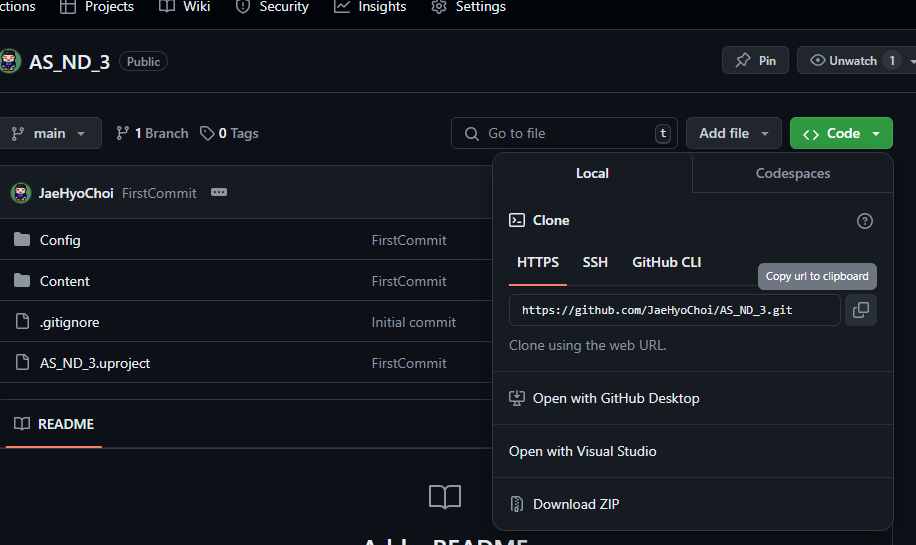 ctions Projects Wiki Security Insights Settings
AS_ND_3 Public Pin Unwatch 1
main 1 Branch 0 Tags Go to file t Add file Code
Local Codespaces
JaeHyoChoi FirstCommit
Clone
Config FirstCommit
HTTPS SSH GitHub CLI
Copy url to clipboard
Content FirstCommit
https://github.com/JaeHyoChoi/AS_ND_3.git
.gitignore Initial commit
Clone using the web URL.
AS_ND_3.uproject FirstCommit
Open with GitHub Desktop
README
Open with Visual Studio
Download ZIP